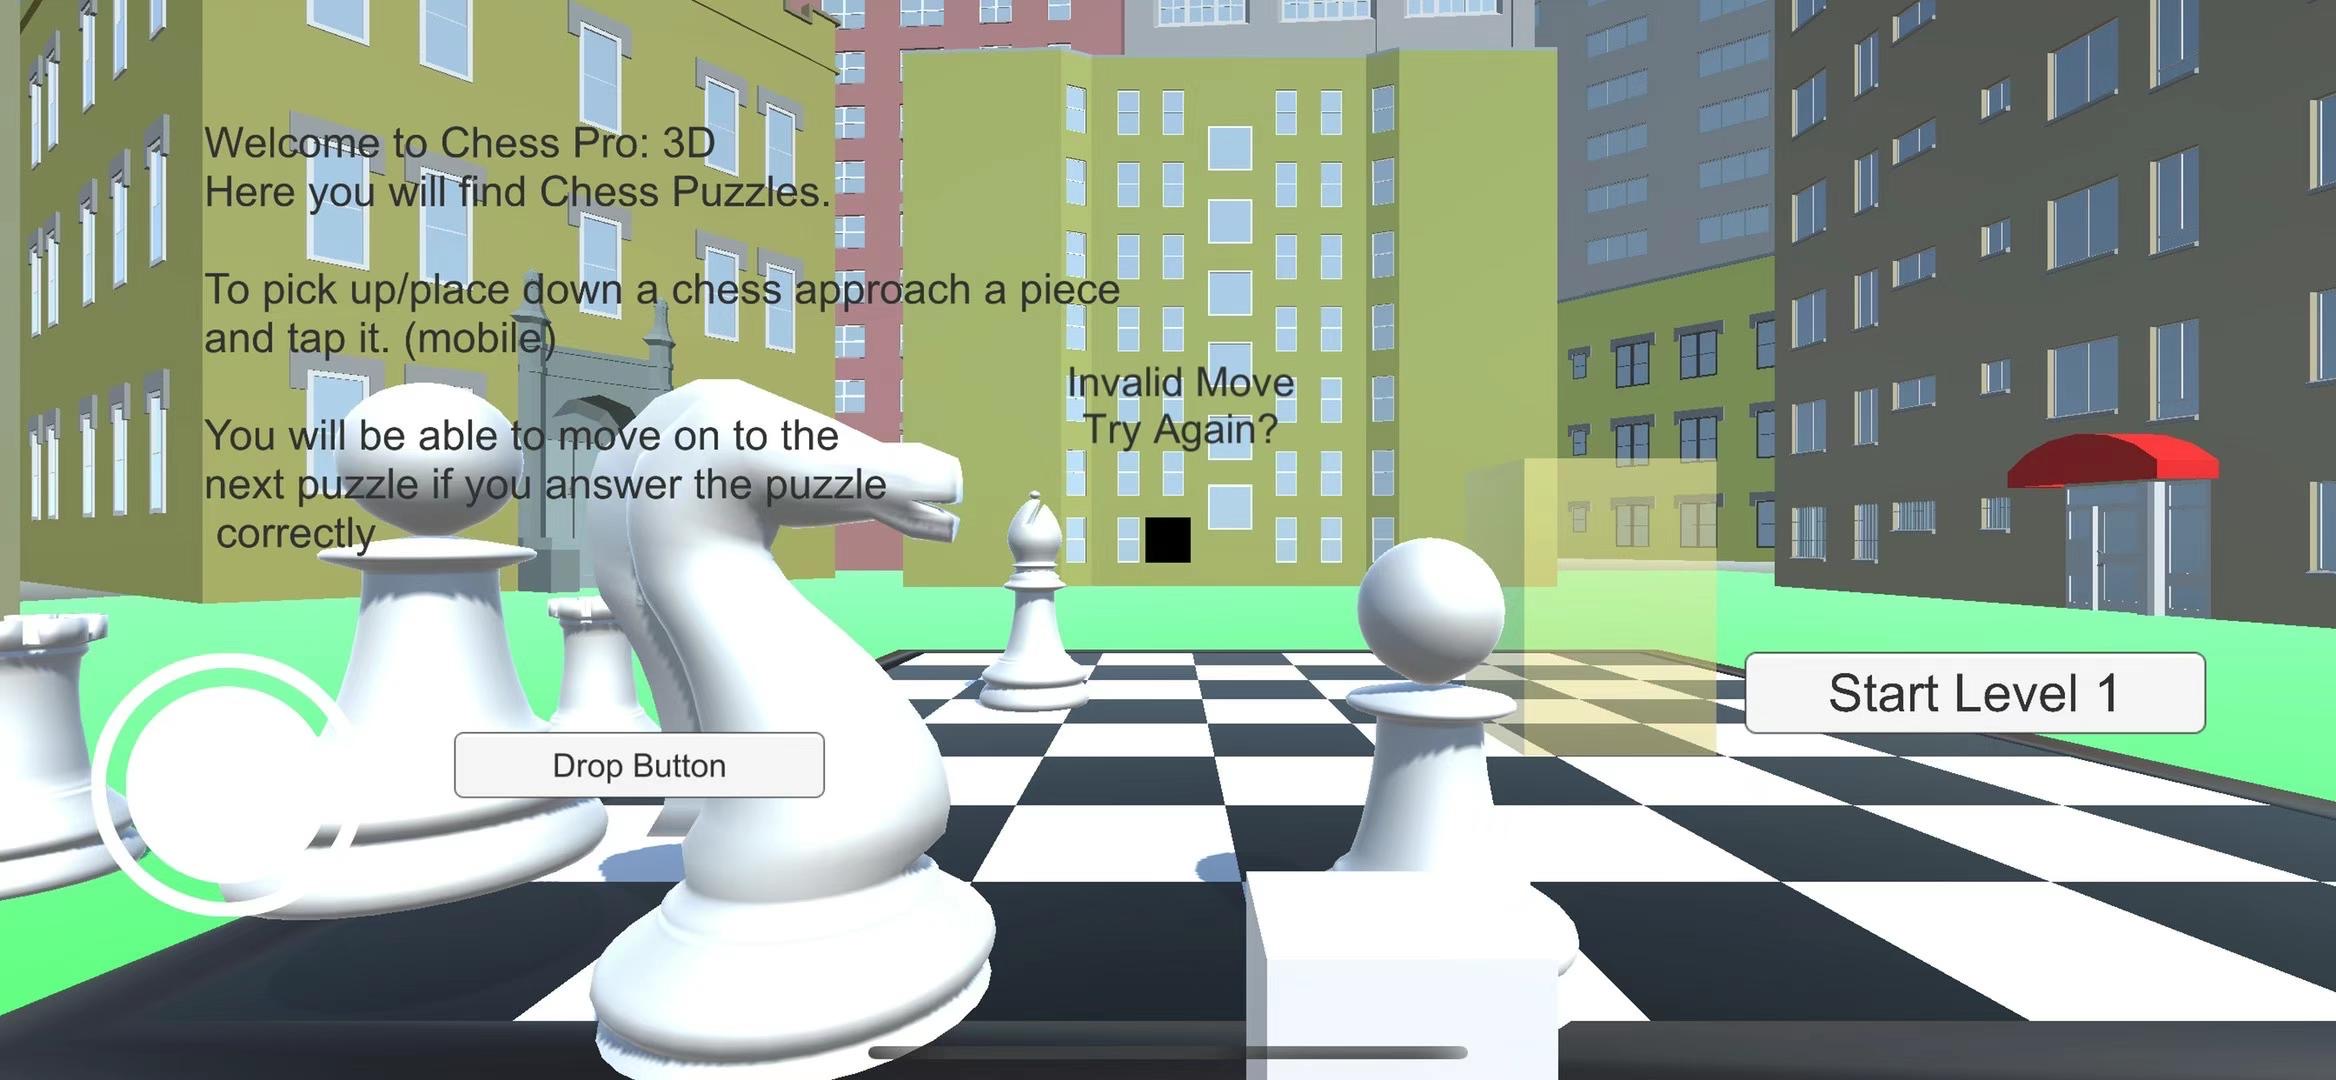 Welcome to Chess Pro: 3D
Here you will find Chess Puzzles.
To pick up/place down a chess approach a piece
and tap it. (mobile)
You will be able to move on to the
next puzzle if you answer the puzzle
correctly
Invalid Move
Try Again?
Start Level 1
Drop Button